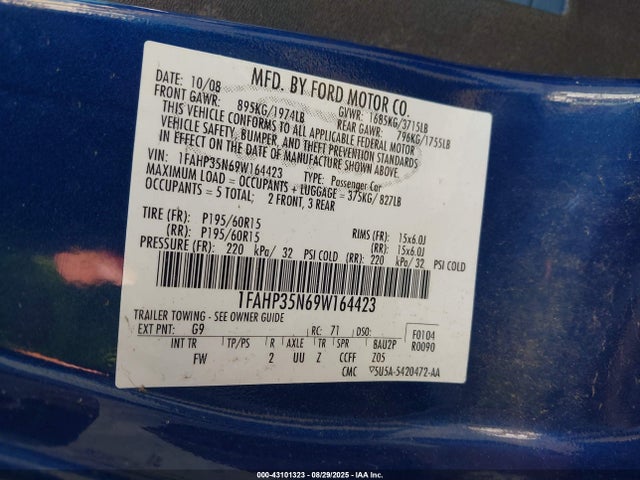 MFD. BY FORD MOTOR CO.
DATE: 10/08 GVWR: 1685KG/3715LB
FRONT GAWR: 895KG/1974LB REAR GAWR: 796KG/1755LB
THIS VEHICLE CONFORMS TO ALL APPLICABLE FEDERAL MOTOR
VEHICLE SAFETY, BUMPER, AND THEFT PREVENTION STANDARDS
IN EFFECT ON THE DATE OF MANUFACTURE SHOWN ABOVE.
VIN: 1FAHP35N69W164423 TYPE: Passenger Car
MAXIMUM LOAD = OCCUPANTS + LUGGAGE = 375KG/ 827LB
OCCUPANTS = 5 TOTAL; 2 FRONT, 3 REAR
TIRE (FR): P195/60R15 RIMS (FR): 15x6.0J
(RR): P195/60R15 (RR): 15x6.0J
PRESSURE (FR): 220 kPa/ 32 PSI COLD (RR): 220 kPa/ 32 PSI COLD
1FAHP35N69W164423
TRAILER TOWING - SEE OWNER GUIDE
EXT PNT: G9 RC: 71 DSO: F0104
R0090
INT TR TP/PS R AXLE TR SPR BAU2P
FW 2 UU Z CCFF Z05
CMC 5U5A-5420472-AA
000-43101323 - 08/29/2025 - IAA Inc.